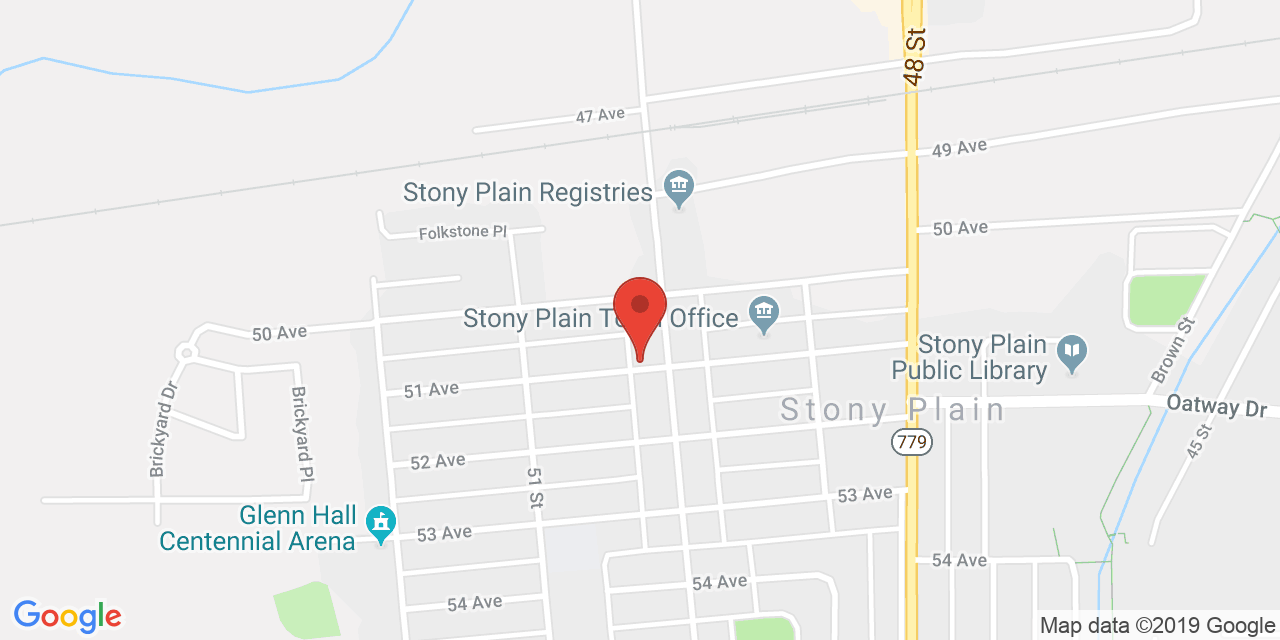 48 St
47 Ave
49 Ave
Stony Plain Registries
Folkstone Pl
50 Ave
50 Ave
Stony Plain T Office
Stony Plain
Public Library
Brown St
51 Ave
Brickyard Dr
Brickyard Pl
Stony Plain
Oatway Dr
779
45 St
52 Ave
51 St
53 Ave
Glenn Hall
Centennial Arena
53 Ave
54 Ave
54 Ave
54 Ave
Google
Map data ©2019 Google